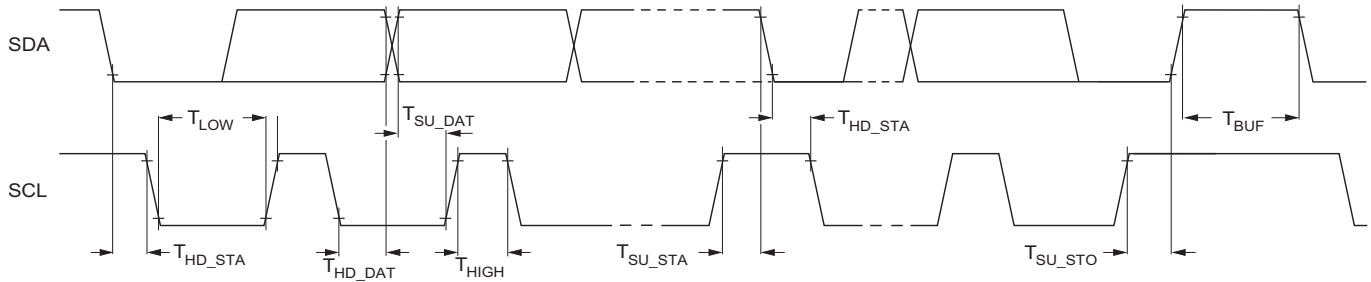 SDA
T_LOW
T_SU_DAT
T_HD_STA
T_BUF
SCL
T_HD_STA
T_HD_DAT
T_HIGH
T_SU_STA
T_SU_STO